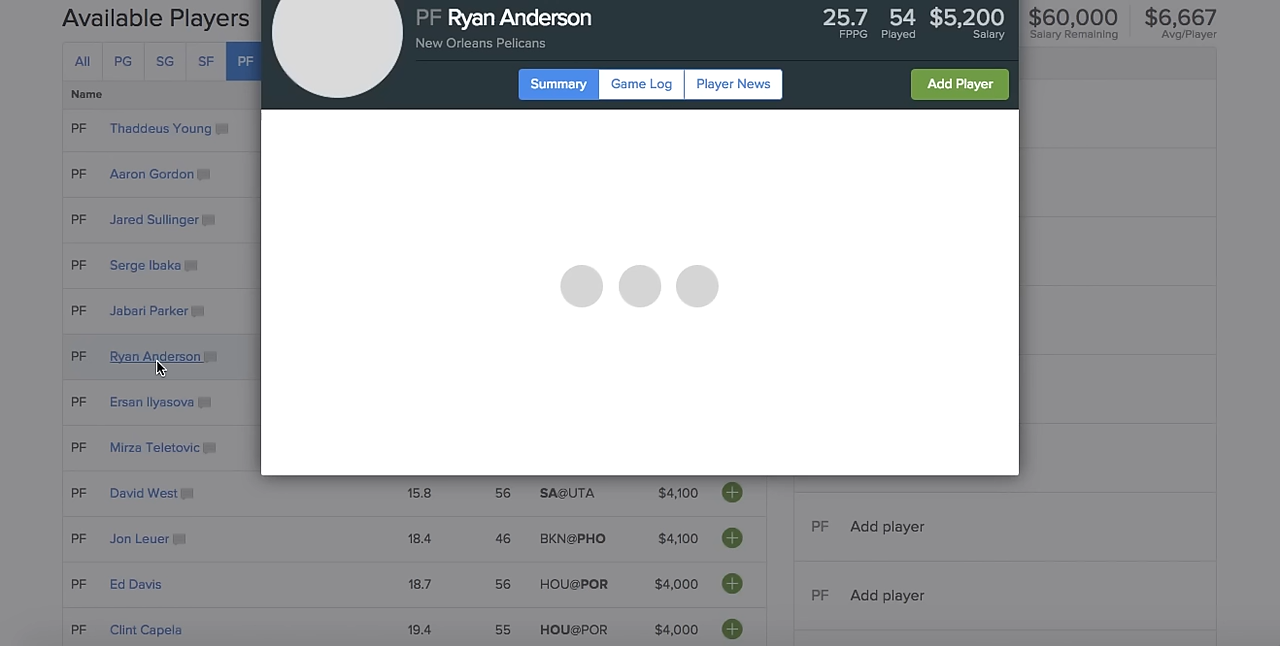 Available Players
PF Ryan Anderson
New Orleans Pelicans
25.7 54 $5,200
FPPG Played Salary
$60,000 $6,667
Salary Remaining Avg/Player
All PG SG SF PF
Summary Game Log Player News Add Player
Name
PF Thaddeus Young
PF Aaron Gordon
PF Jared Sullinger
PF Serge Ibaka
PF Jabari Parker
PF Ryan Anderson
PF Ersan Ilyasova
PF Mirza Teletovic
PF David West 15.8 56 SA@UTA $4,100
PF Jon Leuer 18.4 46 BKN@PHO $4,100
PF Add player
PF Ed Davis 18.7 56 HOU@POR $4,000
PF Add player
PF Clint Capela 19.4 55 HOU@POR $4,000